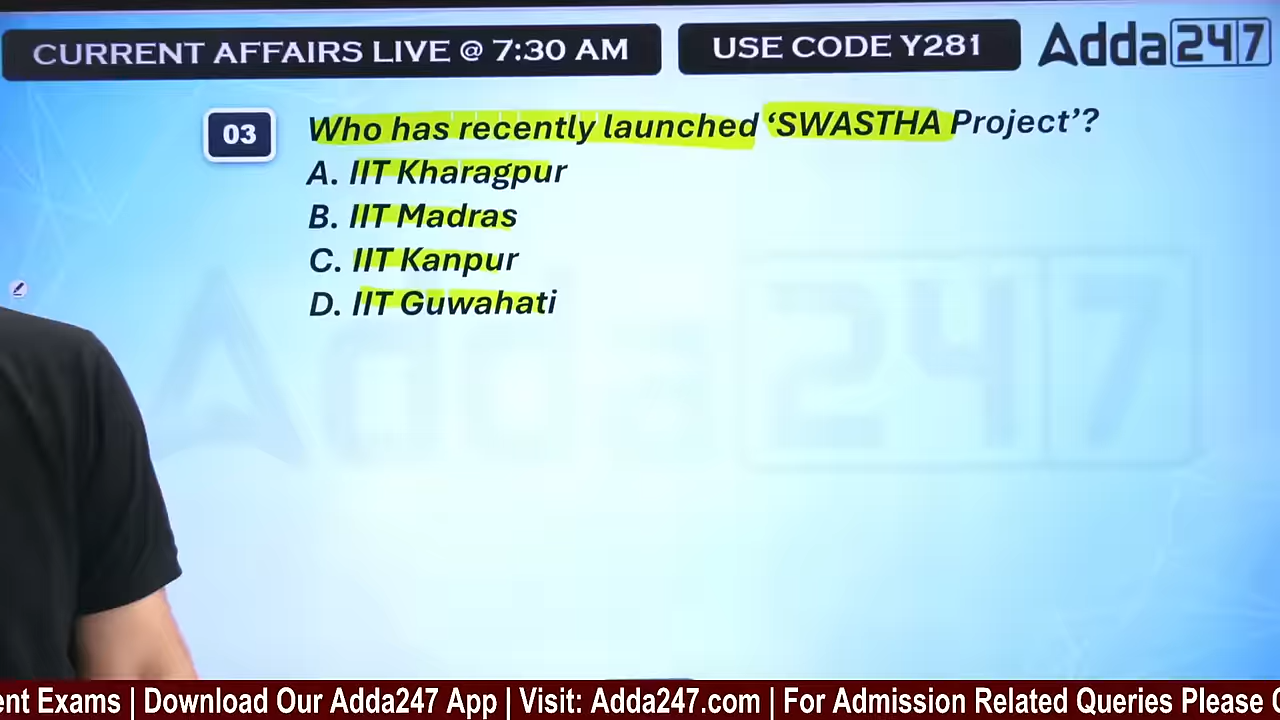 CURRENT AFFAIRS LIVE @ 7:30 AM
USE CODE Y281
Adda247
03
Who has recently launched ‘SWASTHA Project’?
A. IIT Kharagpur
B. IIT Madras
C. IIT Kanpur
D. IIT Guwahati
Adda247
ent Exams | Download Our Adda247 App | Visit: Adda247.com | For Admission Related Queries Please